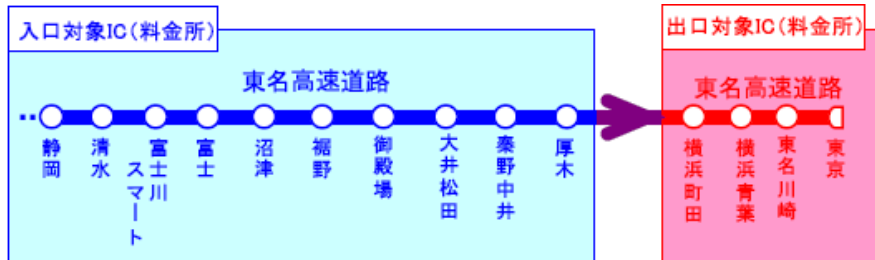 入口対象IC(料金所)
出口対象IC(料金所)
東名高速道路
東名高速道路
静岡
清水
富士川
スマート
富士
沼津
裾野
御殿場
大井松田
秦野中井
厚木
横浜町田
横浜青葉
東名川崎
東京